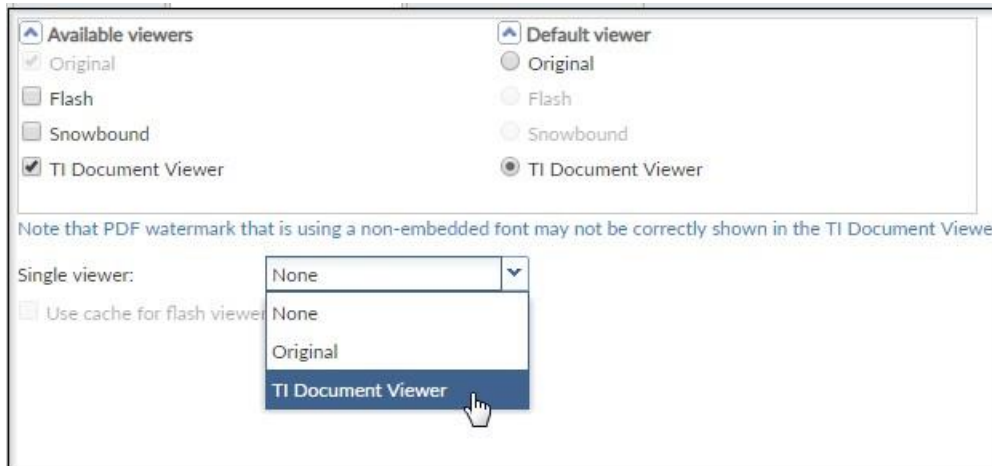 Available viewers
Original
Flash
Snowbound
TI Document Viewer
Default viewer
Original
Flash
Snowbound
TI Document Viewer
Note that PDF watermark that is using a non-embedded font may not be correctly shown in the TI Document Viewe
Single viewer:
None
Use cache for flash viewer
None
Original
TI Document Viewer